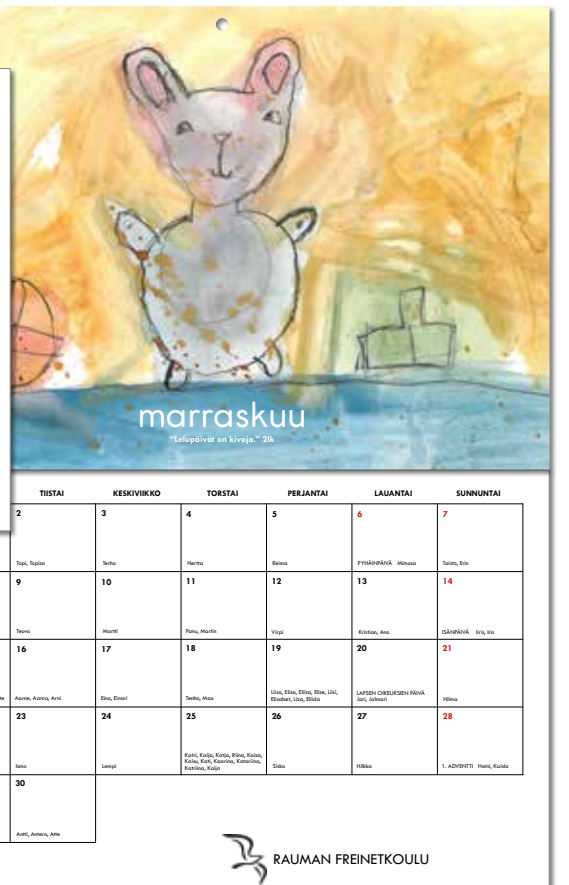 marraskuu
"Lelupäivät on kivoja." 2lk
TIISTAI KESKIVIIKKO TORSTAI PERJANTAI LAUANTAI SUNNUNTAI
2 3 4 5 6 7
Topi, Topias Terho Hertta Reima PYHÄINPÄIVÄ Mimosa Taisto, Erin
9 10 11 12 13 14
Teuvo Martti Panu, Martin Virpi Kristian, Ano ISÄNPÄIVÄ Iiris, Iris
16 17 18 19 20 21
Aarne, Aarno, Arni Eino, Einari Tenho, Max Liisa, Elisa, Eliisa, Elise, Liisi,
Elisabet, Liza, Eliida LAPSEN OIKEUKSIEN PÄIVÄ
Jari, Jalmari Hilma
23 24 25 26 27 28
Ismo Lempi Katri, Kaija, Katja, Riina, Kaisa,
Kaisu, Kati, Kaarina, Katariina,
Katriina, Kaija Sisko Hilkka 1. ADVENTTI Heini, Kaisla
30
Antti, Antero, Atte
RAUMAN FREINETKOULU